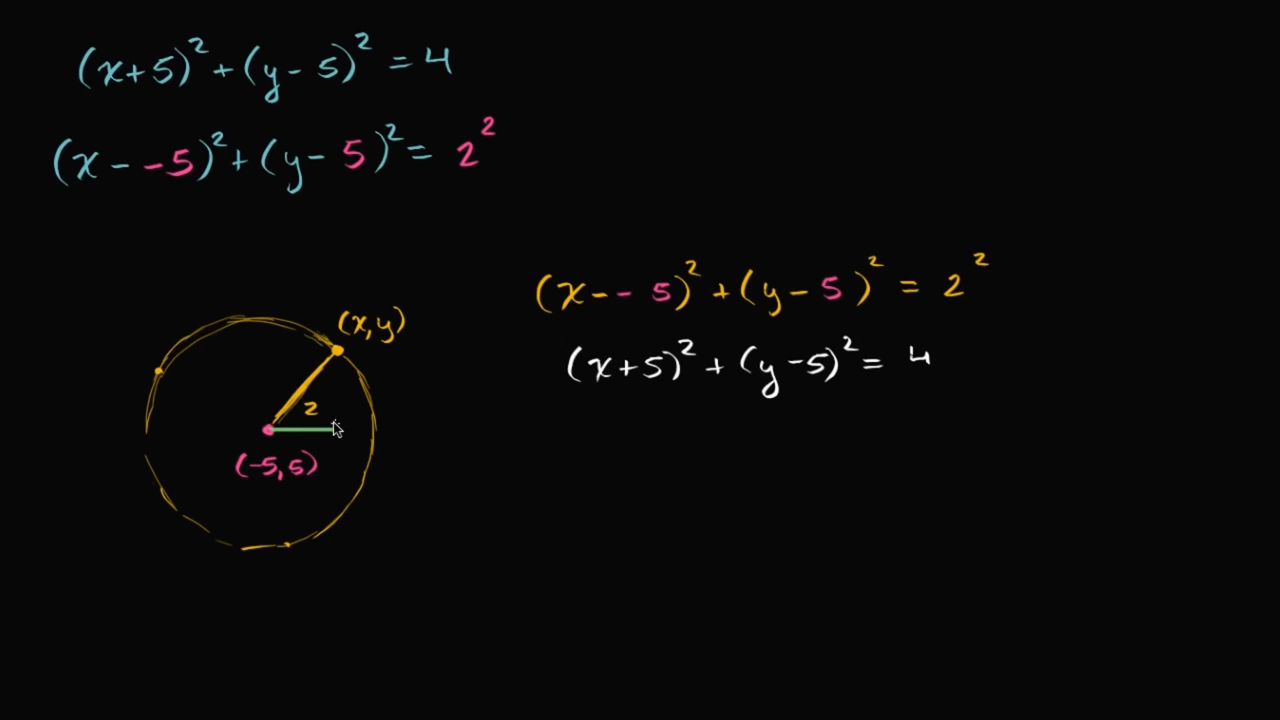 (x+5)²+(y-5)²=4
(x--5)²+(y-5)²=2²
(x--5)²+(y-5)²=2²
(x,y)
(x+5)²+(y-5)²=4
2
(-5,5)